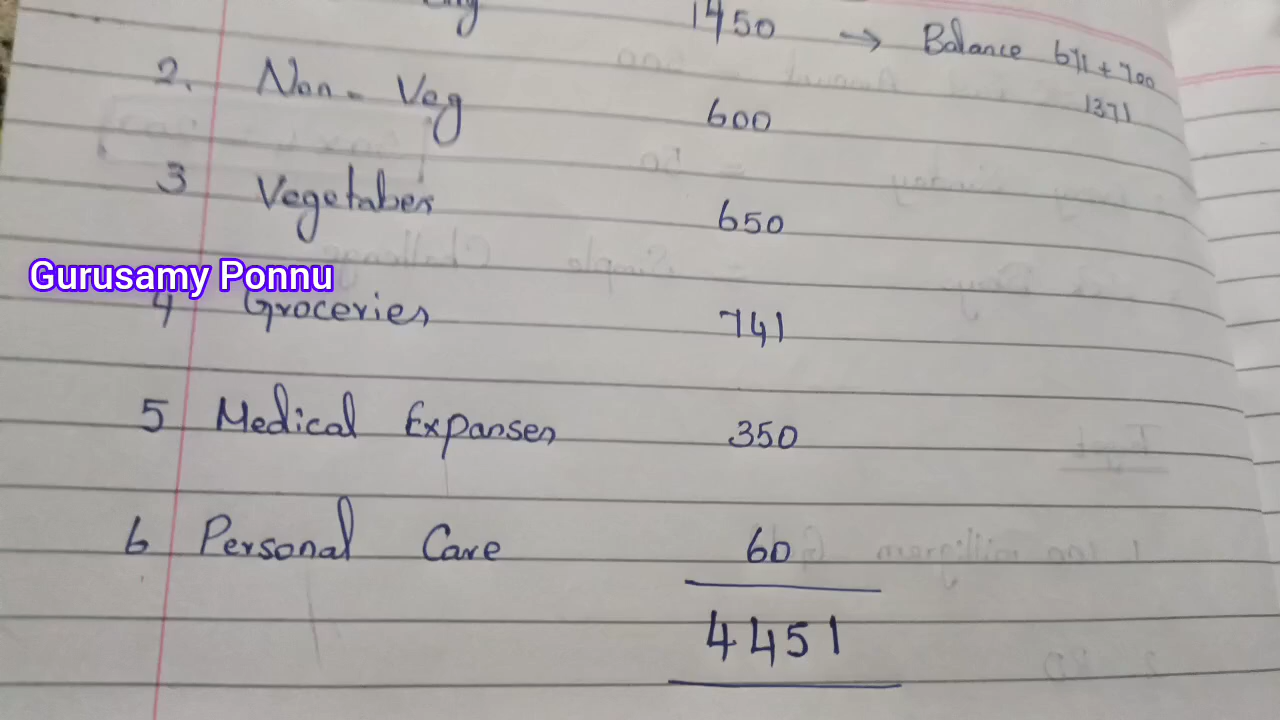 1450 → Balance 671 + 700
1371
2. Non - Veg 600
3 Vegetabes 650
Gurusamy Ponnu
4 Groceries 741
5 Medical Expanses 350
6 Personal Care 60
4451